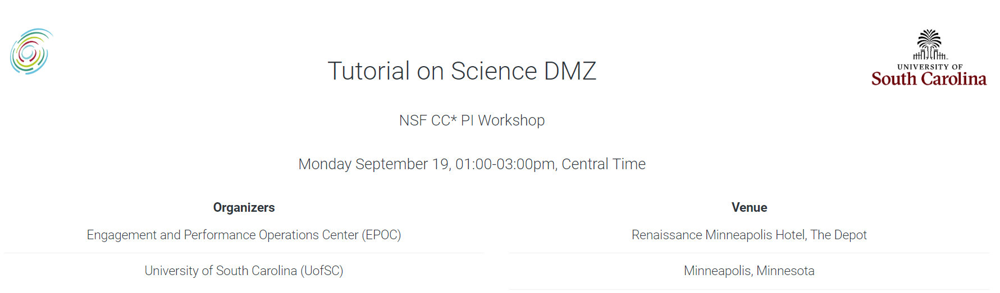 Tutorial on Science DMZ
UNIVERSITY OF
South Carolina
NSF CC* PI Workshop
Monday September 19, 01:00-03:00pm, Central Time
Organizers
Engagement and Performance Operations Center (EPOC)
University of South Carolina (UofSC)
Venue
Renaissance Minneapolis Hotel, The Depot
Minneapolis, Minnesota